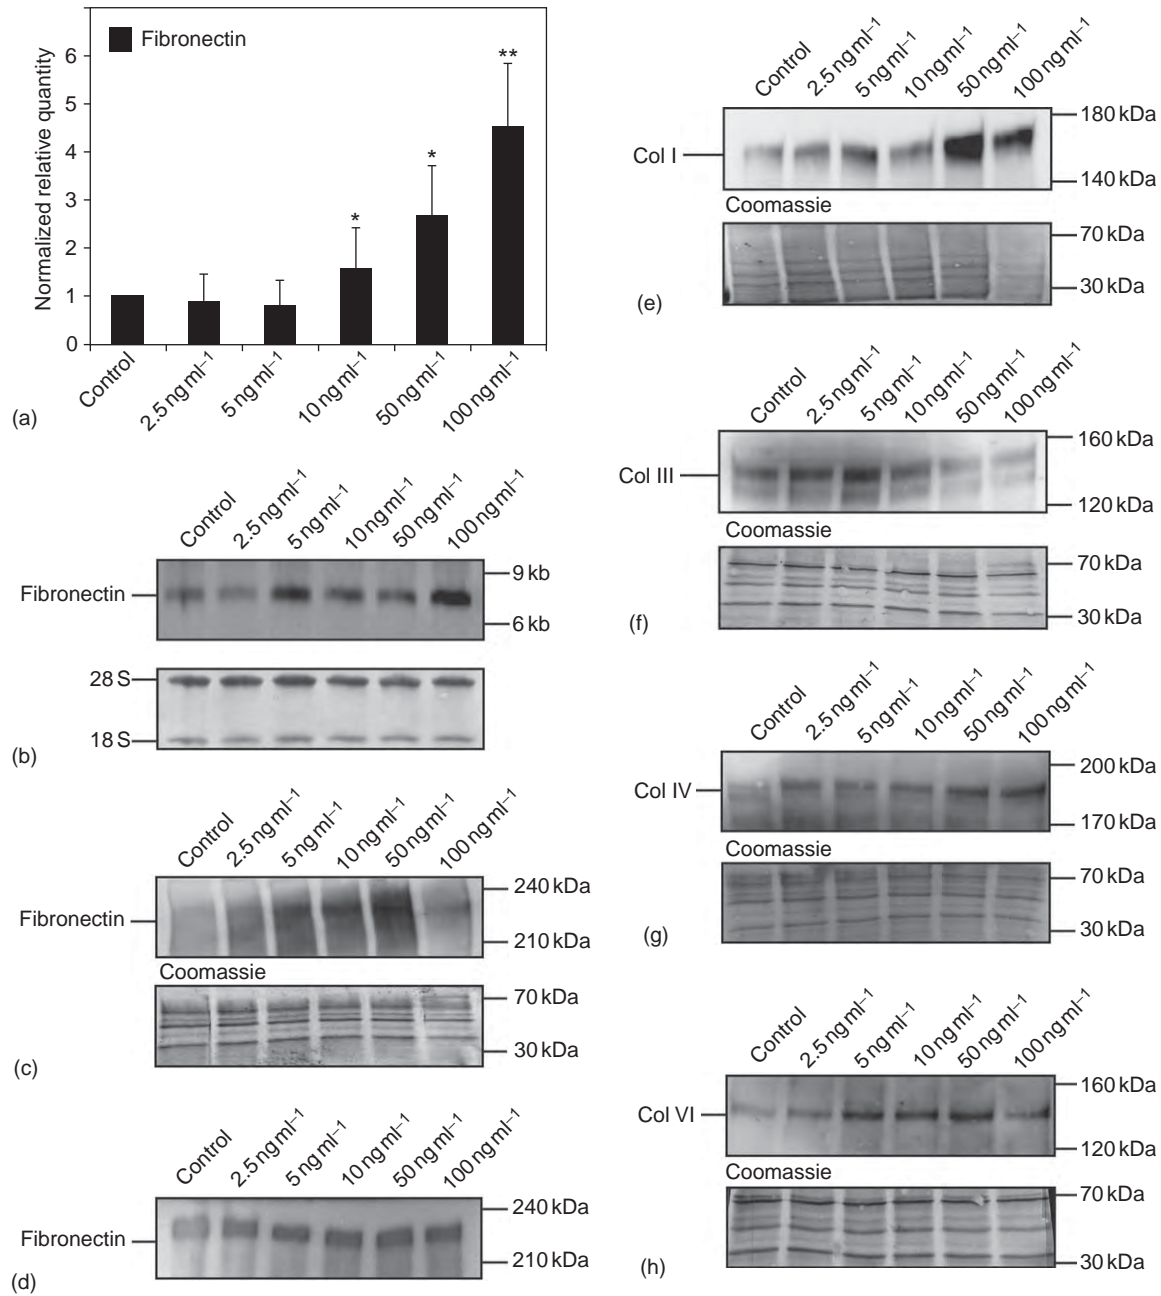 Fibronectin
Normalized relative quantity
6
5
4
3
2
1
0
*
*
**
Control
2.5 ng ml⁻¹
5 ng ml⁻¹
10 ng ml⁻¹
50 ng ml⁻¹
100 ng ml⁻¹
(a)
Control
2.5 ng ml⁻¹
5 ng ml⁻¹
10 ng ml⁻¹
50 ng ml⁻¹
100 ng ml⁻¹
Fibronectin
9 kb
6 kb
28 S
18 S
(b)
Control
2.5 ng ml⁻¹
5 ng ml⁻¹
10 ng ml⁻¹
50 ng ml⁻¹
100 ng ml⁻¹
Fibronectin
240 kDa
210 kDa
Coomassie
70 kDa
30 kDa
(c)
Control
2.5 ng ml⁻¹
5 ng ml⁻¹
10 ng ml⁻¹
50 ng ml⁻¹
100 ng ml⁻¹
Fibronectin
240 kDa
210 kDa
(d)
Control
2.5 ng ml⁻¹
5 ng ml⁻¹
10 ng ml⁻¹
50 ng ml⁻¹
100 ng ml⁻¹
Col I
180 kDa
140 kDa
Coomassie
70 kDa
30 kDa
(e)
Control
2.5 ng ml⁻¹
5 ng ml⁻¹
10 ng ml⁻¹
50 ng ml⁻¹
100 ng ml⁻¹
Col III
160 kDa
120 kDa
Coomassie
70 kDa
30 kDa
(f)
Control
2.5 ng ml⁻¹
5 ng ml⁻¹
10 ng ml⁻¹
50 ng ml⁻¹
100 ng ml⁻¹
Col IV
200 kDa
170 kDa
Coomassie
70 kDa
30 kDa
(g)
Control
2.5 ng ml⁻¹
5 ng ml⁻¹
10 ng ml⁻¹
50 ng ml⁻¹
100 ng ml⁻¹
Col VI
160 kDa
120 kDa
Coomassie
70 kDa
30 kDa
(h)